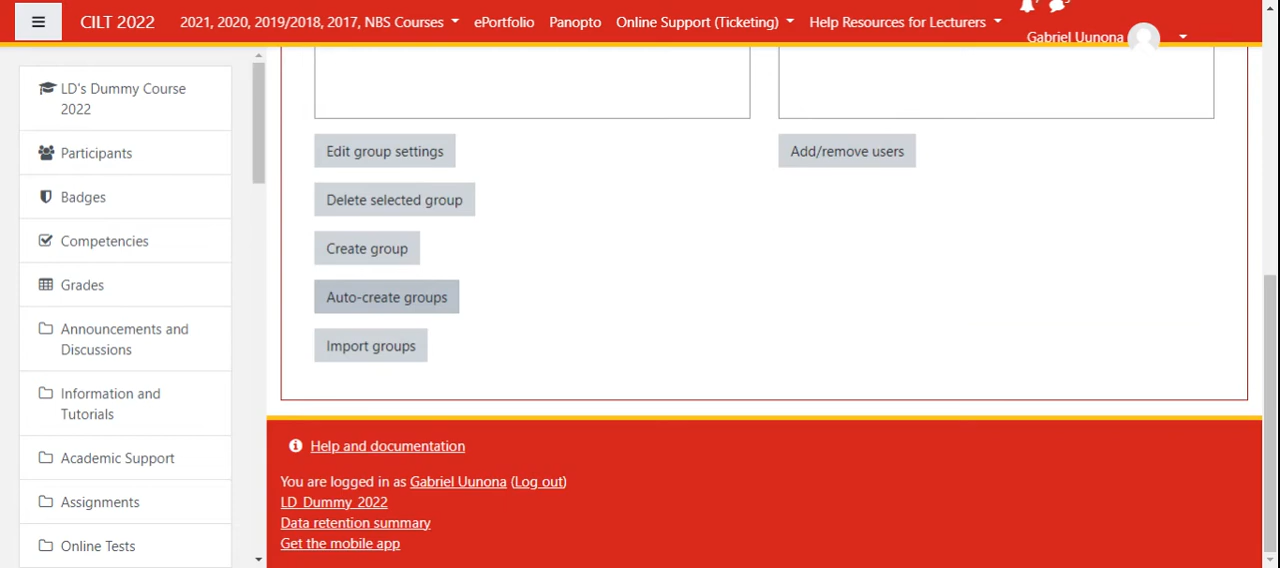 CILT 2022
2021, 2020, 2019/2018, 2017, NBS Courses
ePortfolio
Panopto
Online Support (Ticketing)
Help Resources for Lecturers
Gabriel Uunona
LD's Dummy Course
2022
Participants
Badges
Competencies
Grades
Announcements and
Discussions
Information and
Tutorials
Academic Support
Assignments
Online Tests
Edit group settings
Add/remove users
Delete selected group
Create group
Auto-create groups
Import groups
Help and documentation
You are logged in as Gabriel Uunona (Log out)
LD_Dummy_2022
Data retention summary
Get the mobile app